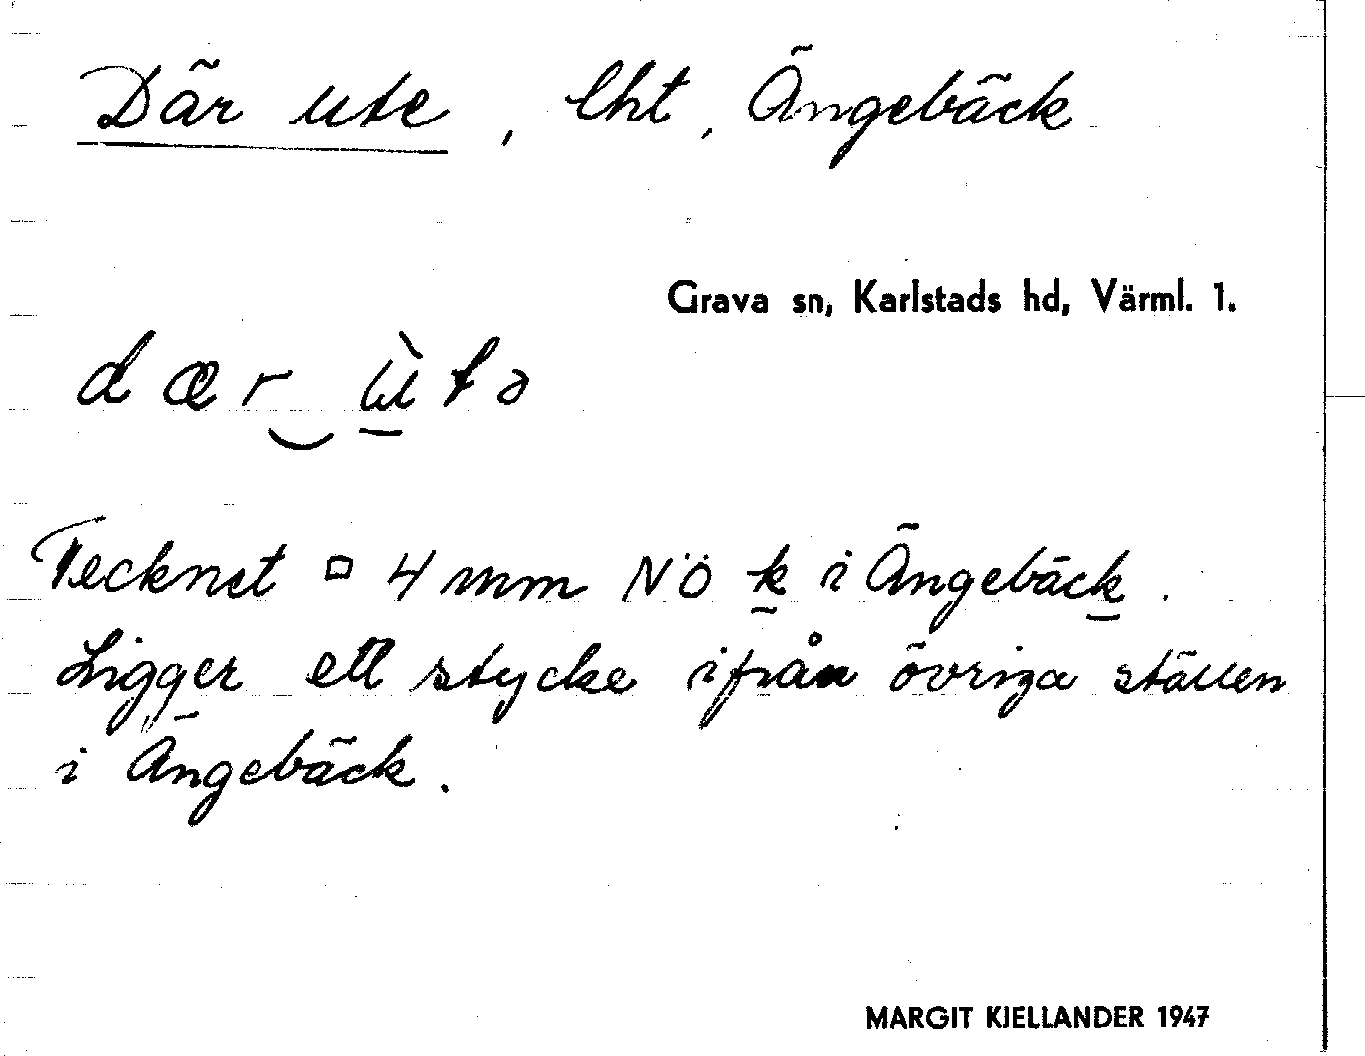 Där ute, lht, Ängebäck
Grava sn, Karlstads hd, Värml. 1.
dær‿ùtə
Tecknet □ 4 mm NÖ k i Ängebäck.
Ligger ett stycke ifrån övriga ställen
i Ängebäck.
MARGIT KJELLANDER 1947